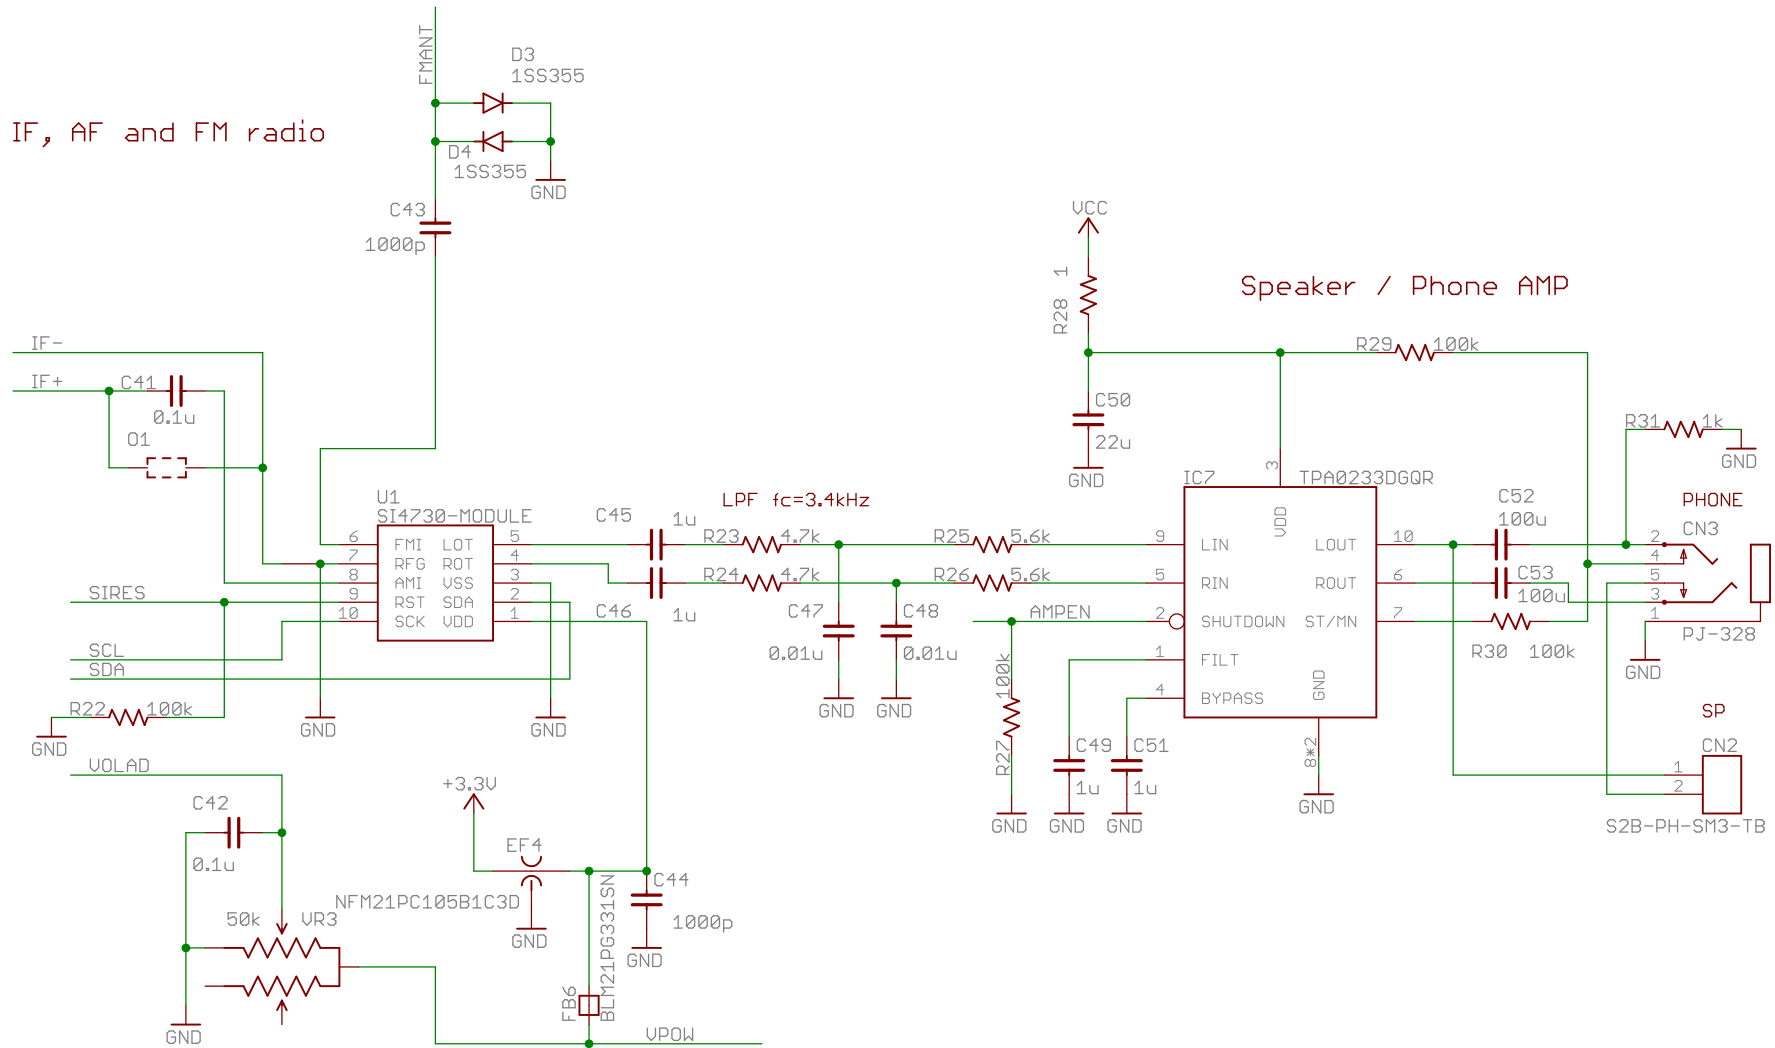 FMANT
D3
1SS355
IF, AF and FM radio
D4
1SS355
GND
C43
1000p
VCC
R28 1
Speaker / Phone AMP
IF-
R29 100k
IF+
C41
0.1u
O1
C50
22u
GND
R31 1k
GND
U1
SI4730-MODULE
LPF fc=3.4kHz
IC7
TPA0233DGQR
3
VDD
C52
100u
PHONE
CN3
C45
1u
R23 4.7k
R25 5.6k
6 FMI LOT 5
7 RFG ROT 4
8 AMI VSS 3
9 RST SDA 2
10 SCK VDD 1
R24 4.7k
R26 5.6k
C46
1u
9 LIN LOUT 10
5 RIN ROUT 6
2 SHUTDOWN ST/MN 7
1 FILT
4 BYPASS
GND
8*2
GND
2
4
5
3
1
C53
100u
PJ-328
GND
R30 100k
SIRES
SCL
SDA
R22 100k
GND
GND
GND
C47
0.01u
GND
C48
0.01u
GND
AMPEN
R27 100k
GND
C49
1u
GND
C51
1u
GND
SP
CN2
1
2
S2B-PH-SM3-TB
VOLAD
C42
0.1u
50k VR3
GND
+3.3V
EF4
NFM21PC105B1C3D
GND
C44
1000p
GND
FB6
BLM21PG331SN
VPOW